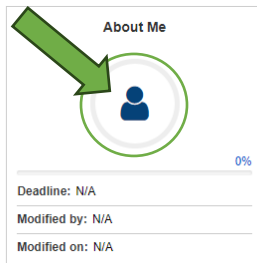 About Me
0%
Deadline: N/A
Modified by: N/A
Modified on: N/A